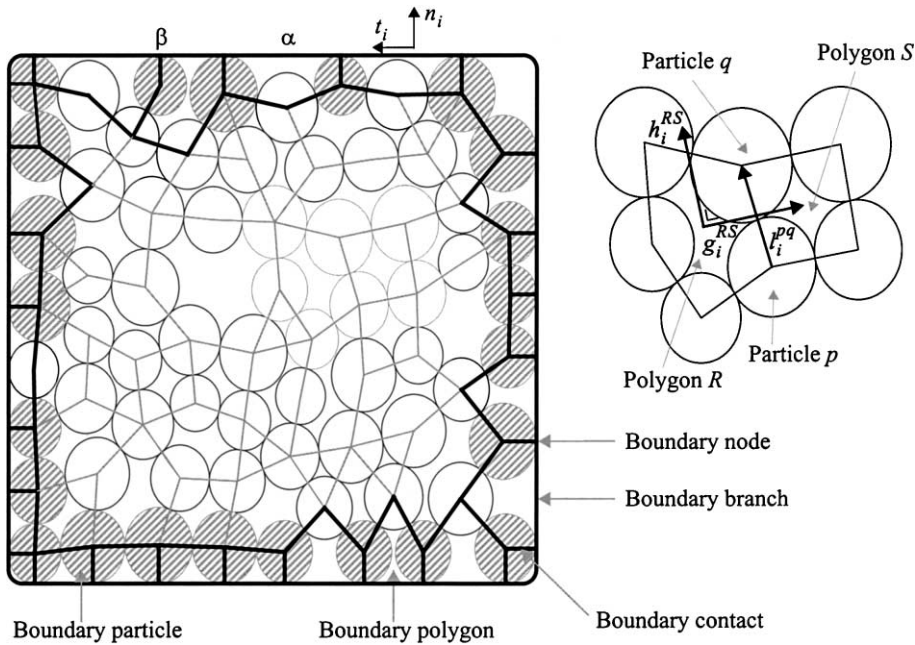 β
α
t_i
n_i
Particle q
Polygon S
h_i^{RS}
g_i^{RS}
l_i^{pq}
Particle p
Polygon R
Boundary node
Boundary branch
Boundary contact
Boundary particle
Boundary polygon